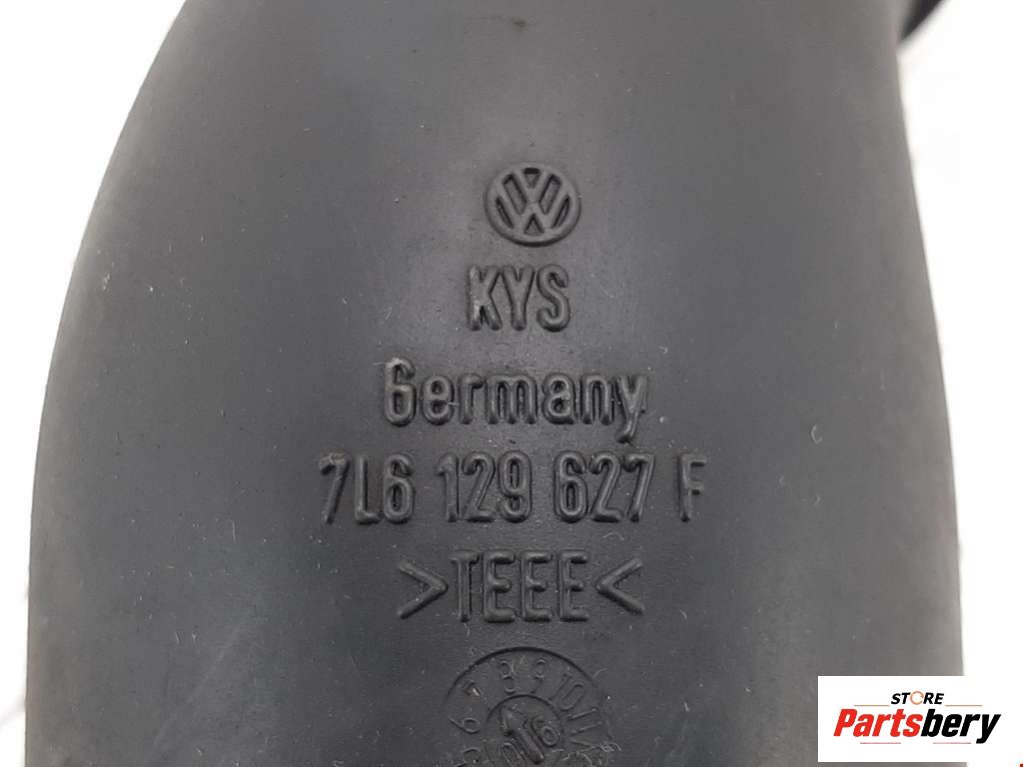 KYS
Germany
7L6 129 627 F
>TEEE<
STORE
Partsbery